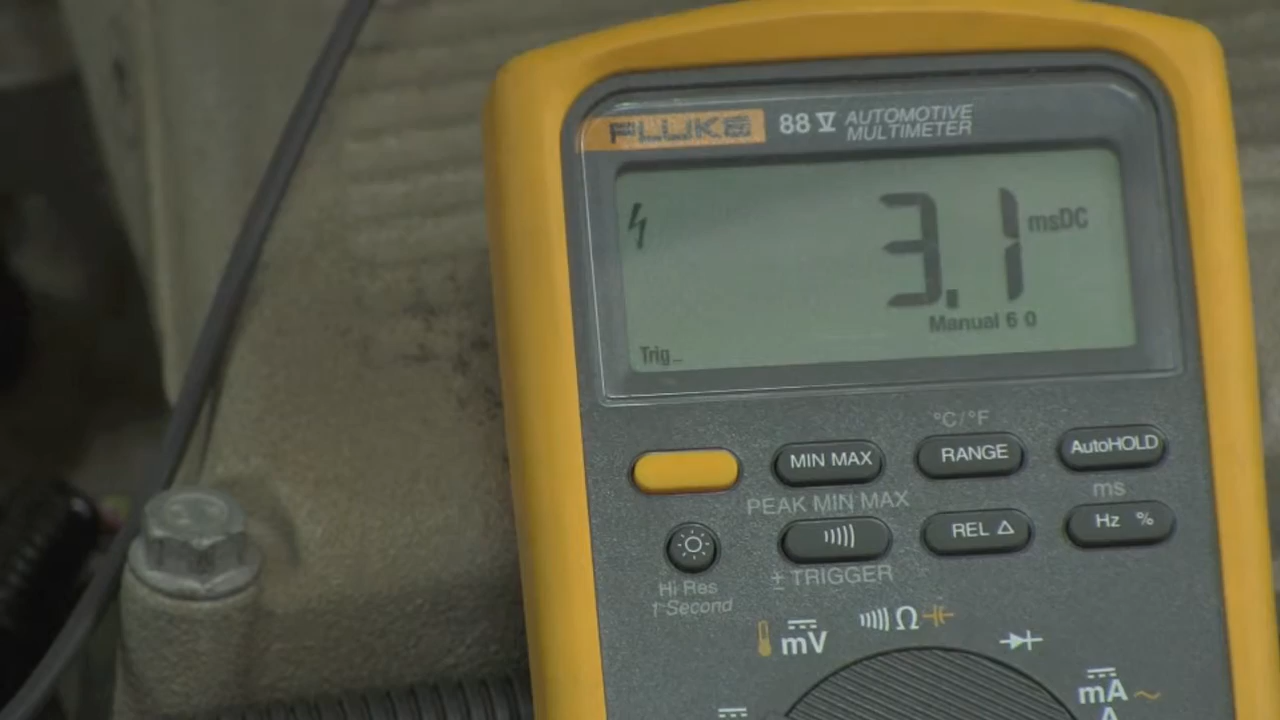 FLUKE 88 V AUTOMOTIVE
MULTIMETER
3.1 msDC
Manual 6 0
Trig_
°C/°F
MIN MAX RANGE AutoHOLD
PEAK MIN MAX ms
REL Δ Hz %
Hi Res
1 Second
± TRIGGER
mV Ω
mA
A